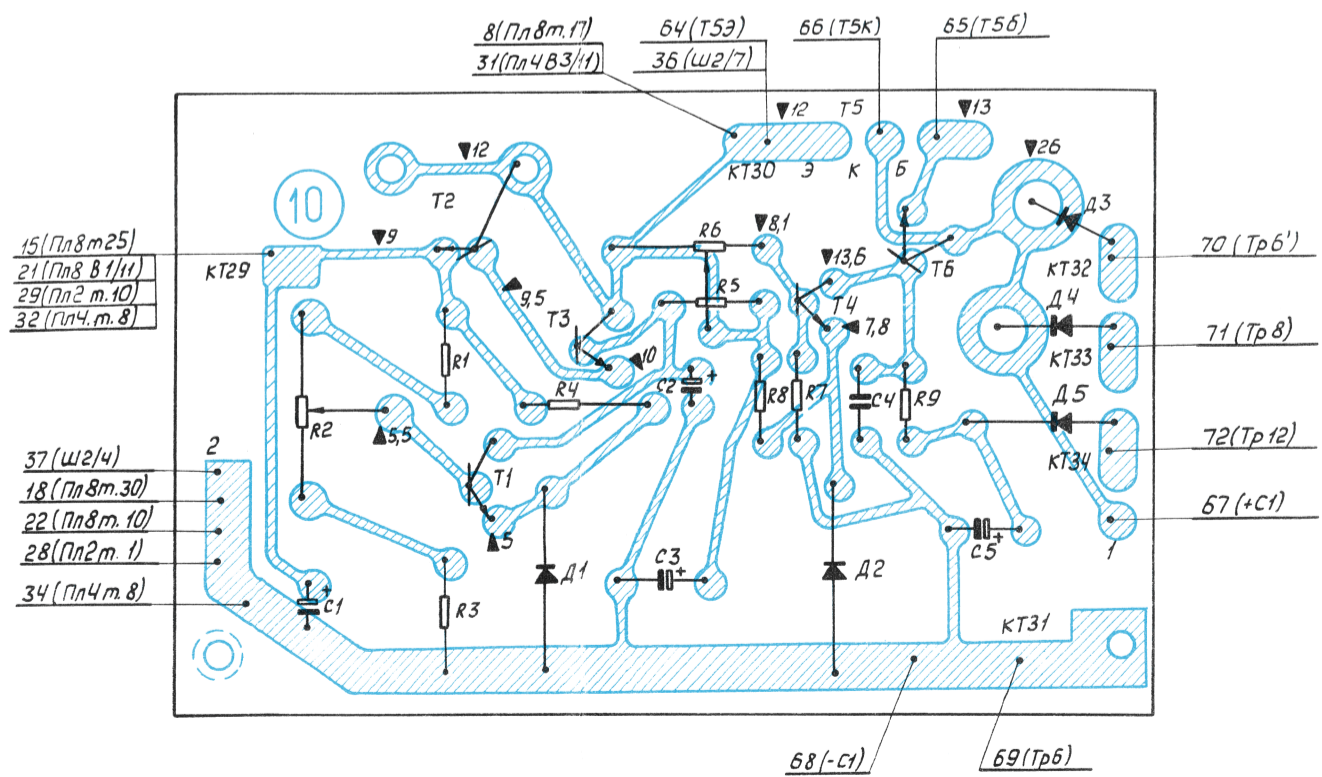 8(Пл8т.17)
31(Пл4В3/11)
64(Т5Э)
36(Ш2/7)
66(Т5К)
65(Т5б)
12
Т5
13
12
КТ30 Э К Б
26
Т2
10
Д3
15(Пл8т25)
21(Пл8 В1/11)
29(Пл2 т.10)
32(Пл4.т.8)
9
КТ29
R6
8,1
13,6
Т6
КТ32
70(Тр6')
9,5
R5
Т3
Т4
7,8
Д4
71(Тр8)
КТ33
10
R1
С2
R4
R8
R7
С4
R9
Д5
R2
5,5
2
72(Тр12)
КТ34
37(Ш2/4)
18(Пл8т.30)
22(Пл8т.10)
28(Пл2т.1)
34(Пл4т.8)
Т1
5
67(+С1)
1
+
С1
R3
Д1
С3
+
+
Д2
С5
+
КТ31
68(-С1)
69(Тр6)